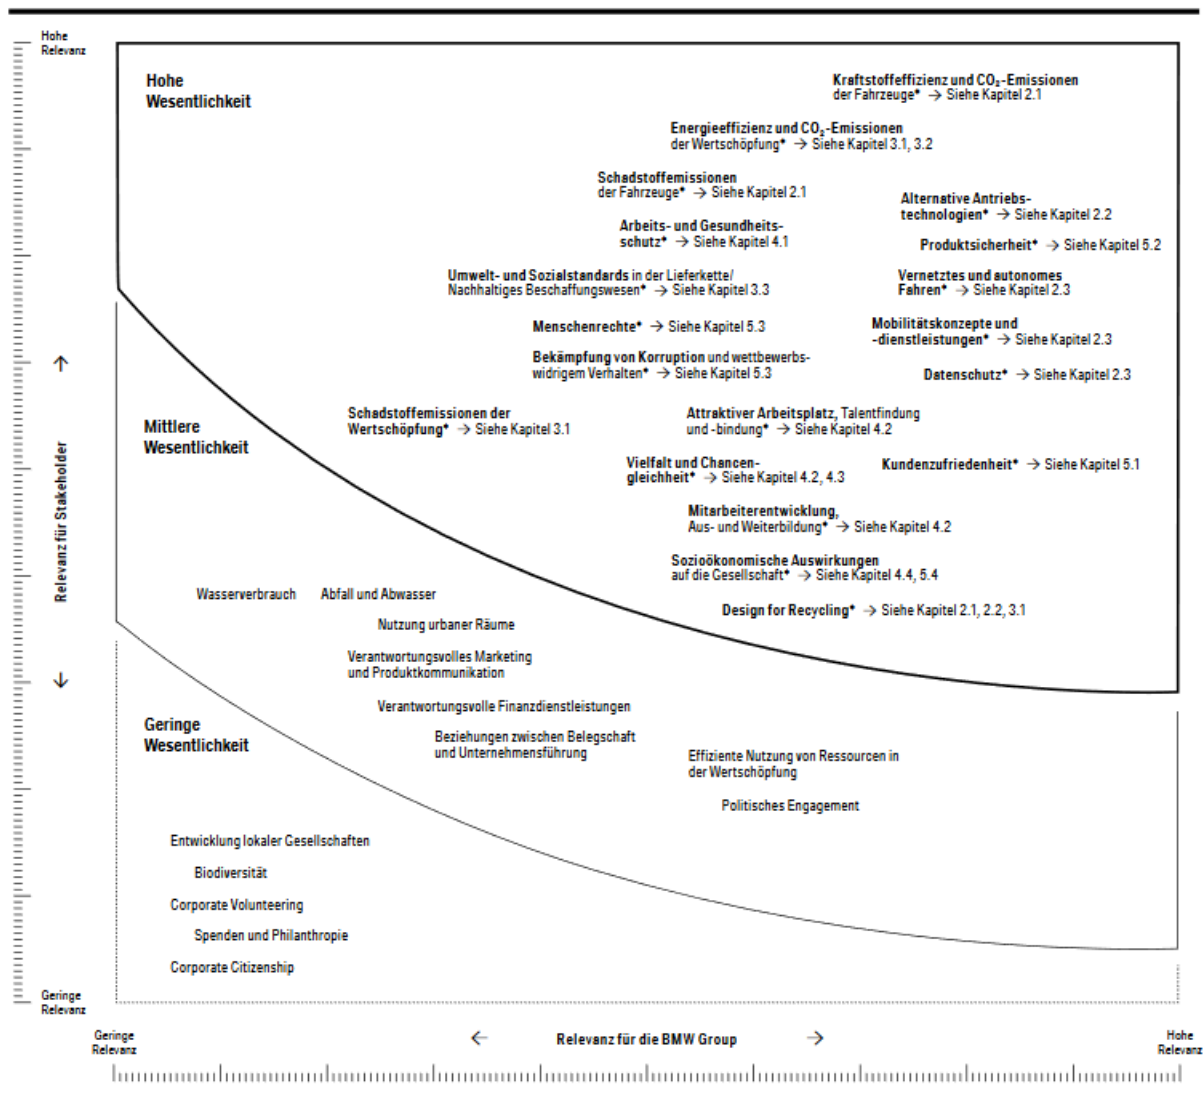 Hohe
Relevanz
Hohe
Wesentlichkeit
Kraftstoffeffizienz und CO₂-Emissionen
der Fahrzeuge* → Siehe Kapitel 2.1
Energieeffizienz und CO₂-Emissionen
der Wertschöpfung* → Siehe Kapitel 3.1, 3.2
Schadstoffemissionen
der Fahrzeuge* → Siehe Kapitel 2.1
Alternative Antriebs-
technologien* → Siehe Kapitel 2.2
Arbeits- und Gesundheits-
schutz* → Siehe Kapitel 4.1
Produktsicherheit* → Siehe Kapitel 5.2
Umwelt- und Sozialstandards in der Lieferkette/
Nachhaltiges Beschaffungswesen* → Siehe Kapitel 3.3
Vernetztes und autonomes
Fahren* → Siehe Kapitel 2.3
Menschenrechte* → Siehe Kapitel 5.3
Mobilitätskonzepte und
-dienstleistungen* → Siehe Kapitel 2.3
Bekämpfung von Korruption und wettbewerbs-
widrigem Verhalten* → Siehe Kapitel 5.3
Datenschutz* → Siehe Kapitel 2.3
Schadstoffemissionen der
Wertschöpfung* → Siehe Kapitel 3.1
Attraktiver Arbeitsplatz, Talentfindung
und -bindung* → Siehe Kapitel 4.2
Mittlere
Wesentlichkeit
Vielfalt und Chancen-
gleichheit* → Siehe Kapitel 4.2, 4.3
Kundenzufriedenheit* → Siehe Kapitel 5.1
Mitarbeiterentwicklung,
Aus- und Weiterbildung* → Siehe Kapitel 4.2
Sozioökonomische Auswirkungen
auf die Gesellschaft* → Siehe Kapitel 4.4, 5.4
Design for Recycling* → Siehe Kapitel 2.1, 2.2, 3.1
← Relevanz für Stakeholder →
Wasserverbrauch
Abfall und Abwasser
Nutzung urbaner Räume
Verantwortungsvolles Marketing
und Produktkommunikation
Verantwortungsvolle Finanzdienstleistungen
Geringe
Wesentlichkeit
Beziehungen zwischen Belegschaft
und Unternehmensführung
Effiziente Nutzung von Ressourcen in
der Wertschöpfung
Politisches Engagement
Entwicklung lokaler Gesellschaften
Biodiversität
Corporate Volunteering
Spenden und Philanthropie
Corporate Citizenship
Geringe
Relevanz
Geringe
Relevanz
← Relevanz für die BMW Group →
Hohe
Relevanz